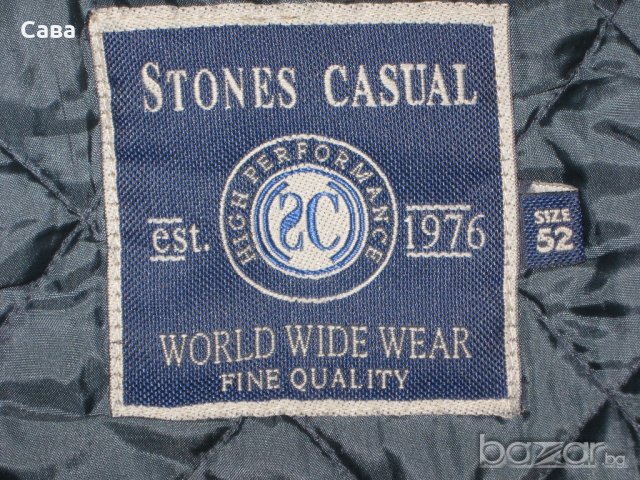 Сава
STONES CASUAL
HIGH PERFORMANCE
SC
est. 1976
WORLD WIDE WEAR
FINE QUALITY
SIZE
52
bazar.bg